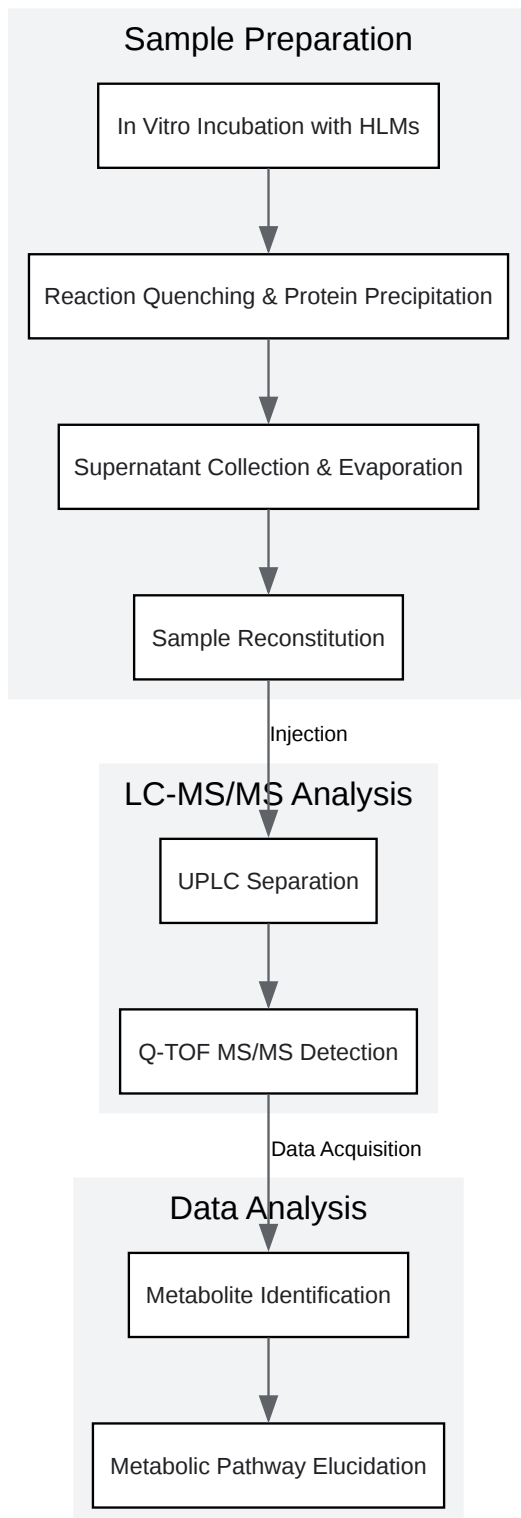 Sample Preparation
In Vitro Incubation with HLMs
Reaction Quenching & Protein Precipitation
Supernatant Collection & Evaporation
Sample Reconstitution
Injection
LC-MS/MS Analysis
UPLC Separation
Q-TOF MS/MS Detection
Data Acquisition
Data Analysis
Metabolite Identification
Metabolic Pathway Elucidation